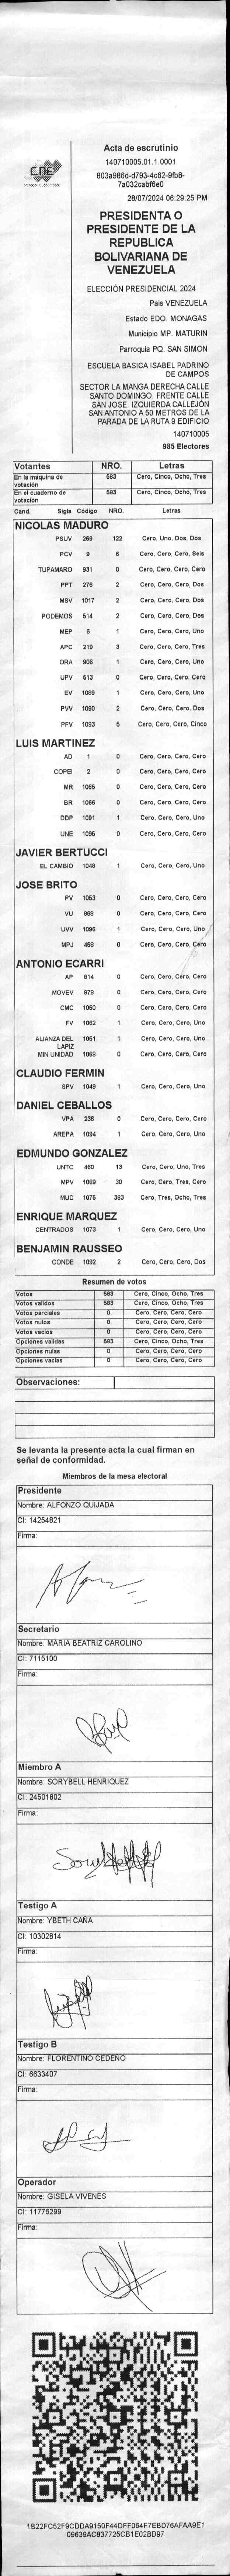 CNE
Acta de escrutinio
140710005.01.1.0001
803a986d-d793-4c62-9fb8-
7a032cabf6e0
28/07/2024 06:29:25 PM
PRESIDENTA O
PRESIDENTE DE LA
REPUBLICA
BOLIVARIANA DE
VENEZUELA
ELECCIÓN PRESIDENCIAL 2024
País VENEZUELA
Estado EDO. MONAGAS
Municipio MP. MATURIN
Parroquia PQ. SAN SIMON
ESCUELA BASICA ISABEL PADRINO
DE CAMPOS
SECTOR LA MANGA DERECHA CALLE
SANTO DOMINGO. FRENTE CALLE
SAN JOSE. IZQUIERDA CALLEJÓN
SAN ANTONIO A 50 METROS DE LA
PARADA DE LA RUTA 9 EDIFICIO
140710005
985 Electores
Votantes NRO. Letras
En la máquina de votación 583 Cero, Cinco, Ocho, Tres
En el cuaderno de votación 583 Cero, Cinco, Ocho, Tres
Cand. Sigla Código NRO. Letras
NICOLAS MADURO
PSUV 269 122 Cero, Uno, Dos, Dos
PCV 9 6 Cero, Cero, Cero, Seis
TUPAMARO 931 0 Cero, Cero, Cero, Cero
PPT 276 2 Cero, Cero, Cero, Dos
MSV 1017 2 Cero, Cero, Cero, Dos
PODEMOS 514 2 Cero, Cero, Cero, Dos
MEP 6 1 Cero, Cero, Cero, Uno
APC 219 3 Cero, Cero, Cero, Tres
ORA 906 1 Cero, Cero, Cero, Uno
UPV 613 0 Cero, Cero, Cero, Cero
EV 1089 1 Cero, Cero, Cero, Uno
PVV 1090 2 Cero, Cero, Cero, Dos
PFV 1093 5 Cero, Cero, Cero, Cinco
LUIS MARTINEZ
AD 1 0 Cero, Cero, Cero, Cero
COPEI 2 0 Cero, Cero, Cero, Cero
MR 1065 0 Cero, Cero, Cero, Cero
BR 1066 0 Cero, Cero, Cero, Cero
DDP 1091 1 Cero, Cero, Cero, Uno
UNE 1095 0 Cero, Cero, Cero, Cero
JAVIER BERTUCCI
EL CAMBIO 1048 1 Cero, Cero, Cero, Uno
JOSE BRITO
PV 1053 0 Cero, Cero, Cero, Cero
VU 868 0 Cero, Cero, Cero, Cero
UVV 1096 1 Cero, Cero, Cero, Uno
MPJ 458 0 Cero, Cero, Cero, Cero
ANTONIO ECARRI
AP 814 0 Cero, Cero, Cero, Cero
MOVEV 879 0 Cero, Cero, Cero, Cero
CMC 1050 0 Cero, Cero, Cero, Cero
FV 1082 1 Cero, Cero, Cero, Uno
ALIANZA DEL LAPIZ 1051 1 Cero, Cero, Cero, Uno
MIN UNIDAD 1088 0 Cero, Cero, Cero, Cero
CLAUDIO FERMIN
SPV 1049 1 Cero, Cero, Cero, Uno
DANIEL CEBALLOS
VPA 236 0 Cero, Cero, Cero, Cero
AREPA 1094 1 Cero, Cero, Cero, Uno
EDMUNDO GONZALEZ
UNTC 460 13 Cero, Cero, Uno, Tres
MPV 1069 30 Cero, Cero, Tres, Cero
MUD 1075 383 Cero, Tres, Ocho, Tres
ENRIQUE MARQUEZ
CENTRADOS 1073 1 Cero, Cero, Cero, Uno
BENJAMIN RAUSSEO
CONDE 1092 2 Cero, Cero, Cero, Dos
Resumen de votos
Votos 583 Cero, Cinco, Ocho, Tres
Votos validos 583 Cero, Cinco, Ocho, Tres
Votos parciales 0 Cero, Cero, Cero, Cero
Votos nulos 0 Cero, Cero, Cero, Cero
Votos vacios 0 Cero, Cero, Cero, Cero
Opciones validas 583 Cero, Cinco, Ocho, Tres
Opciones nulas 0 Cero, Cero, Cero, Cero
Opciones vacias 0 Cero, Cero, Cero, Cero
Observaciones:
Se levanta la presente acta la cual firman en
señal de conformidad.
Miembros de la mesa electoral
Presidente
Nombre: ALFONZO QUIJADA
CI: 14254821
Firma:
Secretario
Nombre: MARIA BEATRIZ CAROLINO
CI: 7115100
Firma:
Miembro A
Nombre: SORYBELL HENRIQUEZ
CI: 24501802
Firma:
Testigo A
Nombre: YBETH CAÑA
CI: 10302814
Firma:
Testigo B
Nombre: FLORENTINO CEDEÑO
CI: 6633407
Firma:
Operador
Nombre: GISELA VIVENES
CI: 11776299
Firma:
1B22FC52F9CDDA9150F44DFF064F7EBD76AFAA9E1
09639AC837725CB1E02BD97